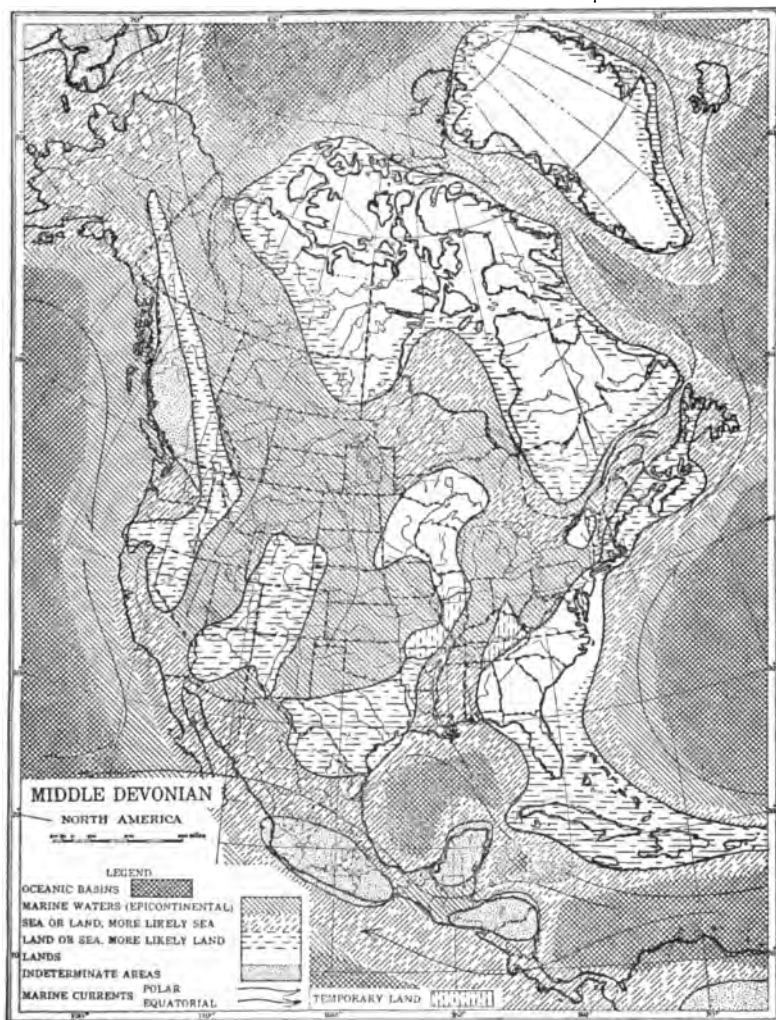 MIDDLE DEVONIAN
NORTH AMERICA
LEGEND
OCEANIC BASINS
MARINE WATERS (EPICONTINENTAL)
SEA OR LAND, MORE LIKELY SEA
LAND OR SEA, MORE LIKELY LAND
LANDS
INDETERMINATE AREAS
MARINE CURRENTS POLAR
EQUATORIAL
TEMPORARY LAND